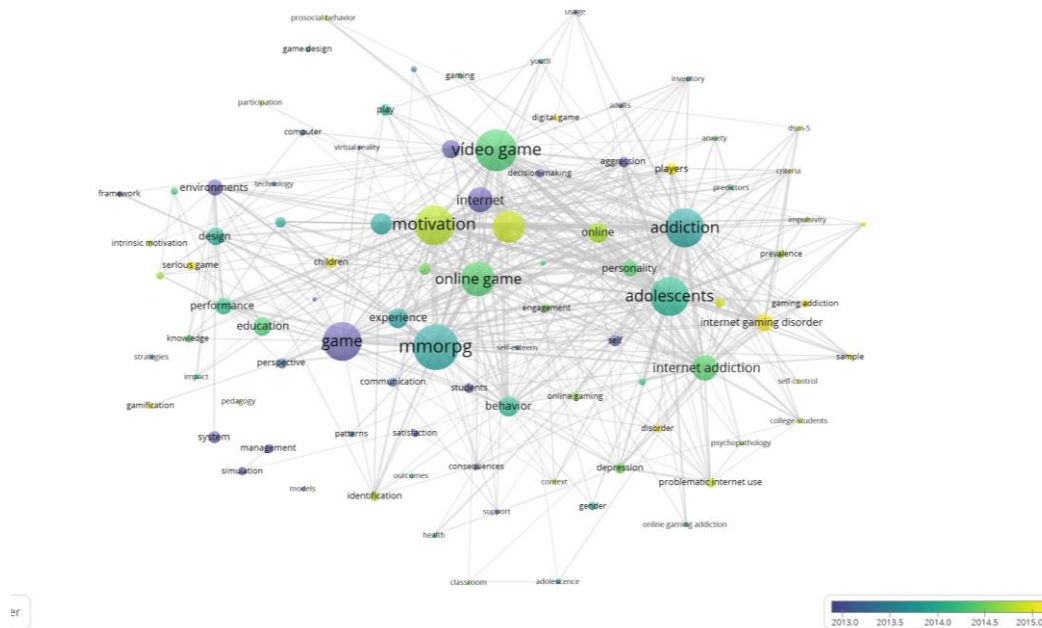 usage
prosocial behavior
game design
youth
gaming
inventory
participation
play
adults
digital game
computer
dsm-5
anxiety
virtual reality
vídeo game
aggression
players
criteria
decision-making
technology
predictors
framework
environments
internet
motivation
online
addiction
impulsivity
design
intrinsic motivation
prevalence
serious game
children
personality
online game
adolescents
gaming addiction
performance
engagement
experience
internet gaming disorder
education
knowledge
game
mmorpg
self-esteem
self
strategies
perspective
sample
internet addiction
impact
communication
students
self-control
gamification
pedagogy
behavior
online gaming
college-students
system
patterns
satisfaction
disorder
management
psychopathology
simulation
outcomes
consequences
depression
models
identification
context
problematic internet use
support
gender
online gaming addiction
health
classroom
adolescence
er
2013.0 2013.5 2014.0 2014.5 2015.0